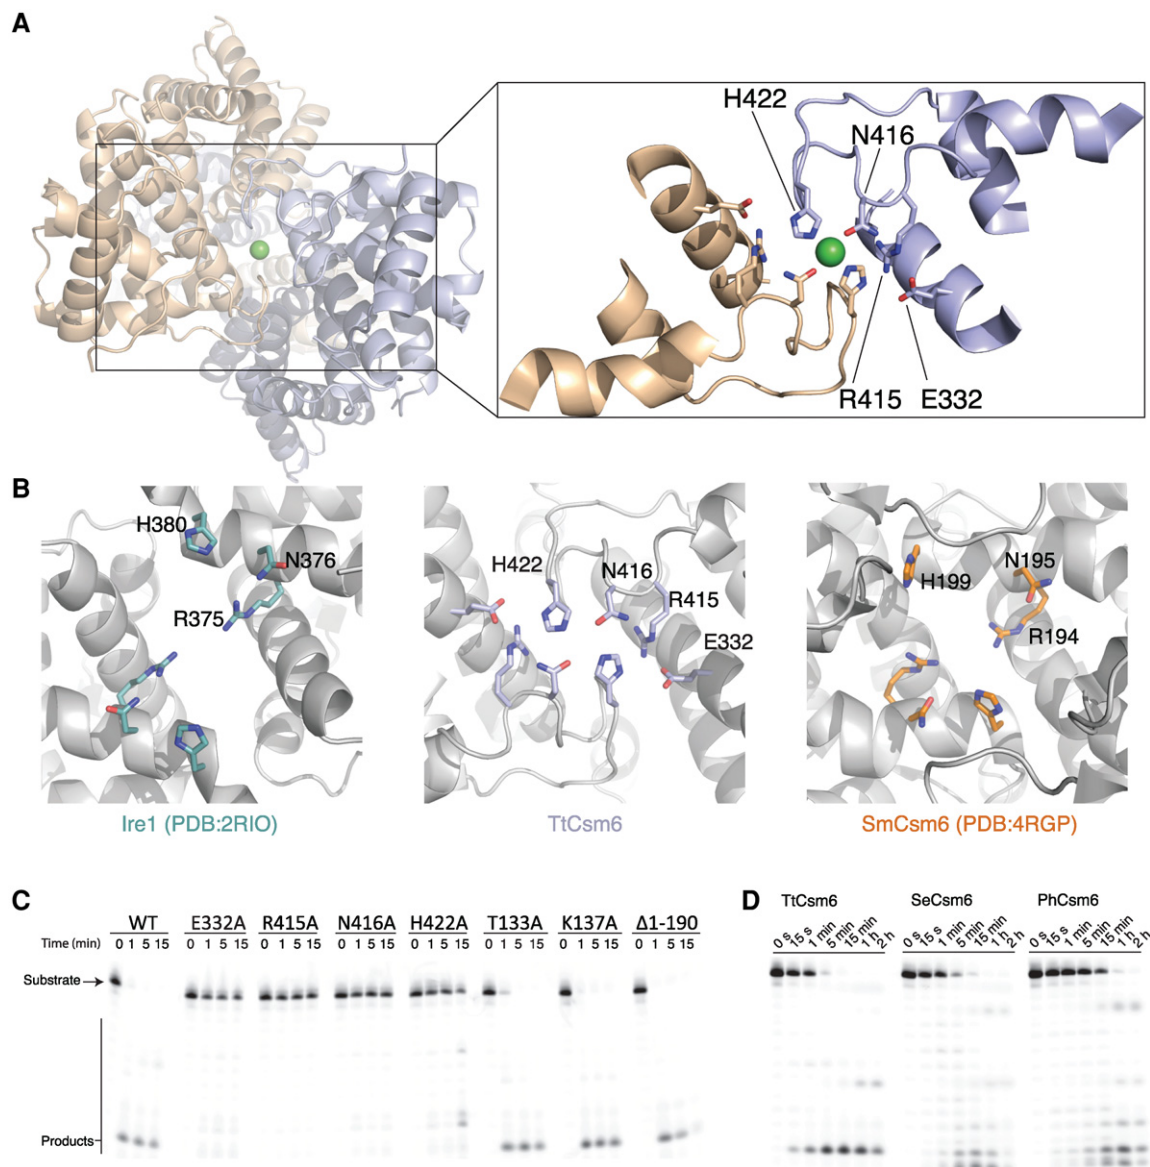 A
H422
N416
R415 E332
B
H380
N376
R375
H422
N416
R415
E332
H199
N195
R194
Ire1 (PDB:2RIO)
TtCsm6
SmCsm6 (PDB:4RGP)
C
WT E332A R415A N416A H422A T133A K137A Δ1-190
Time (min) 0 1 5 15 0 1 5 15 0 1 5 15 0 1 5 15 0 1 5 15 0 1 5 15 0 1 5 15 0 1 5 15
Substrate
Products
D
TtCsm6 SeCsm6 PhCsm6
0 s 15 s 1 min 5 min 15 min 1 h 2 h 0 s 15 s 1 min 5 min 15 min 1 h 2 h 0 s 15 s 1 min 5 min 15 min 1 h 2 h